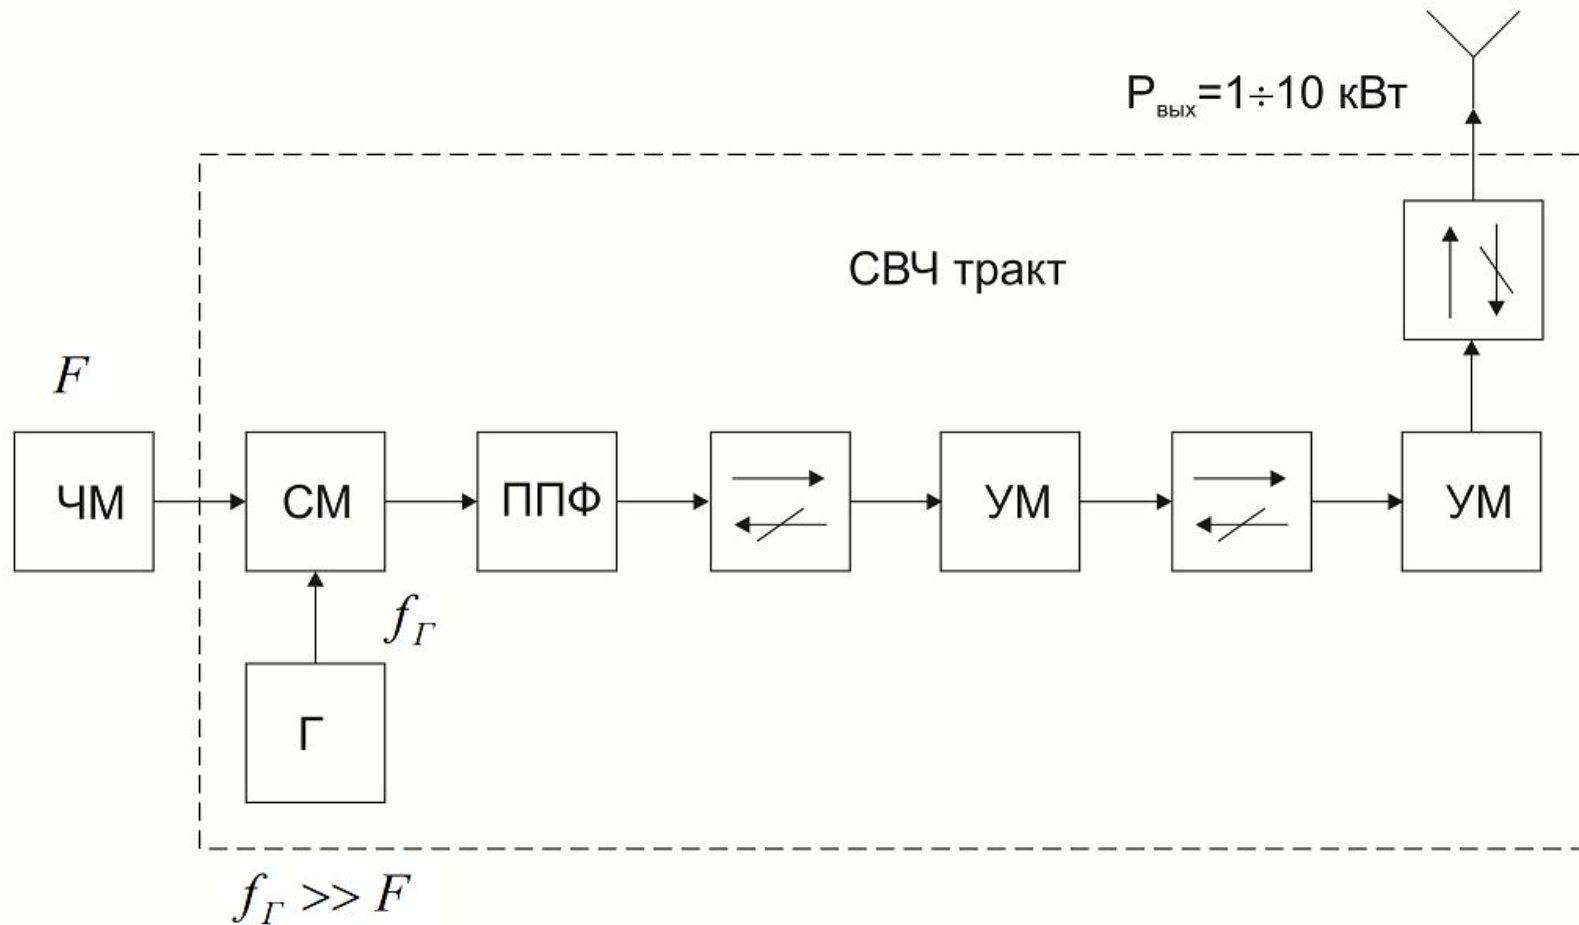 Pвых=1÷10 кВт
СВЧ тракт
F
ЧМ
СМ
ППФ
УМ
УМ
fГ
Г
fГ >> F